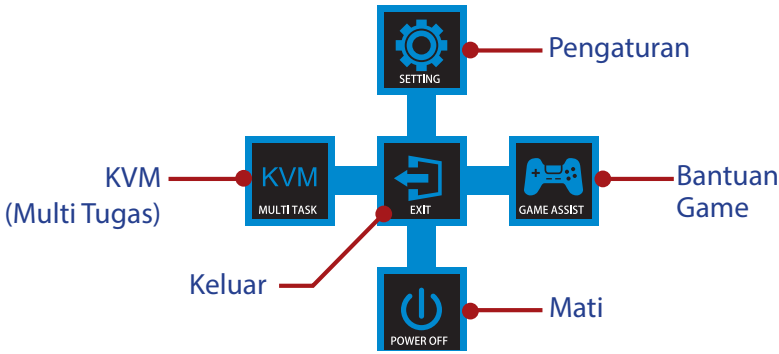 SETTING
Pengaturan
KVM
(Multi Tugas)
KVM
MULTI TASK
EXIT
GAME ASSIST
Bantuan
Game
Keluar
POWER OFF
Mati